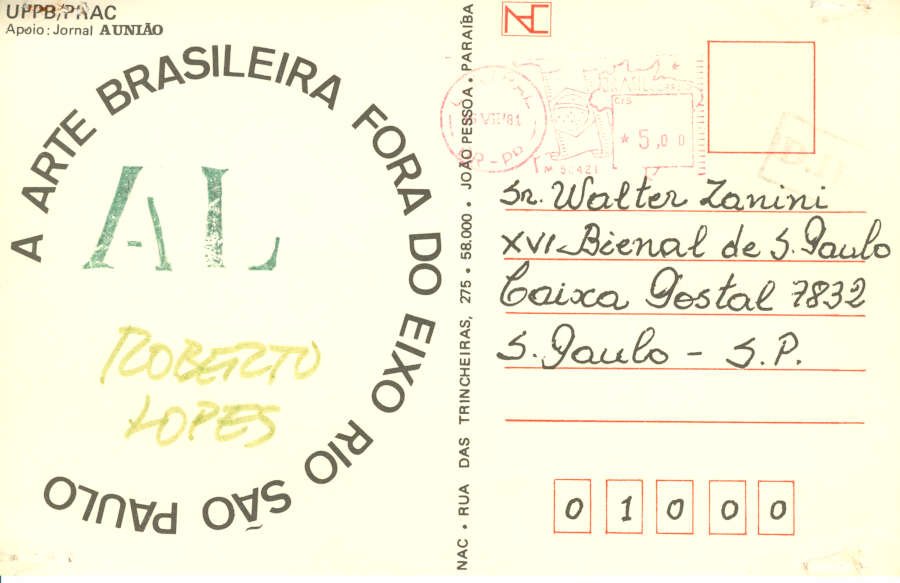 UFPB/PRAC
Apoio: Jornal A UNIÃO
A ARTE BRASILEIRA FORA DO EIXO RIO SÃO PAULO
AL
ROBERTO
LOPES
NAC • RUA DAS TRINCHEIRAS, 275 • 58.000 • JOÃO PESSOA • PARAÍBA
VII 81
* 5,00
Sr. Walter Zanini
XVI Bienal de S. Paulo
Caixa Postal 7832
S. Paulo - S.P.
0 1 0 0 0